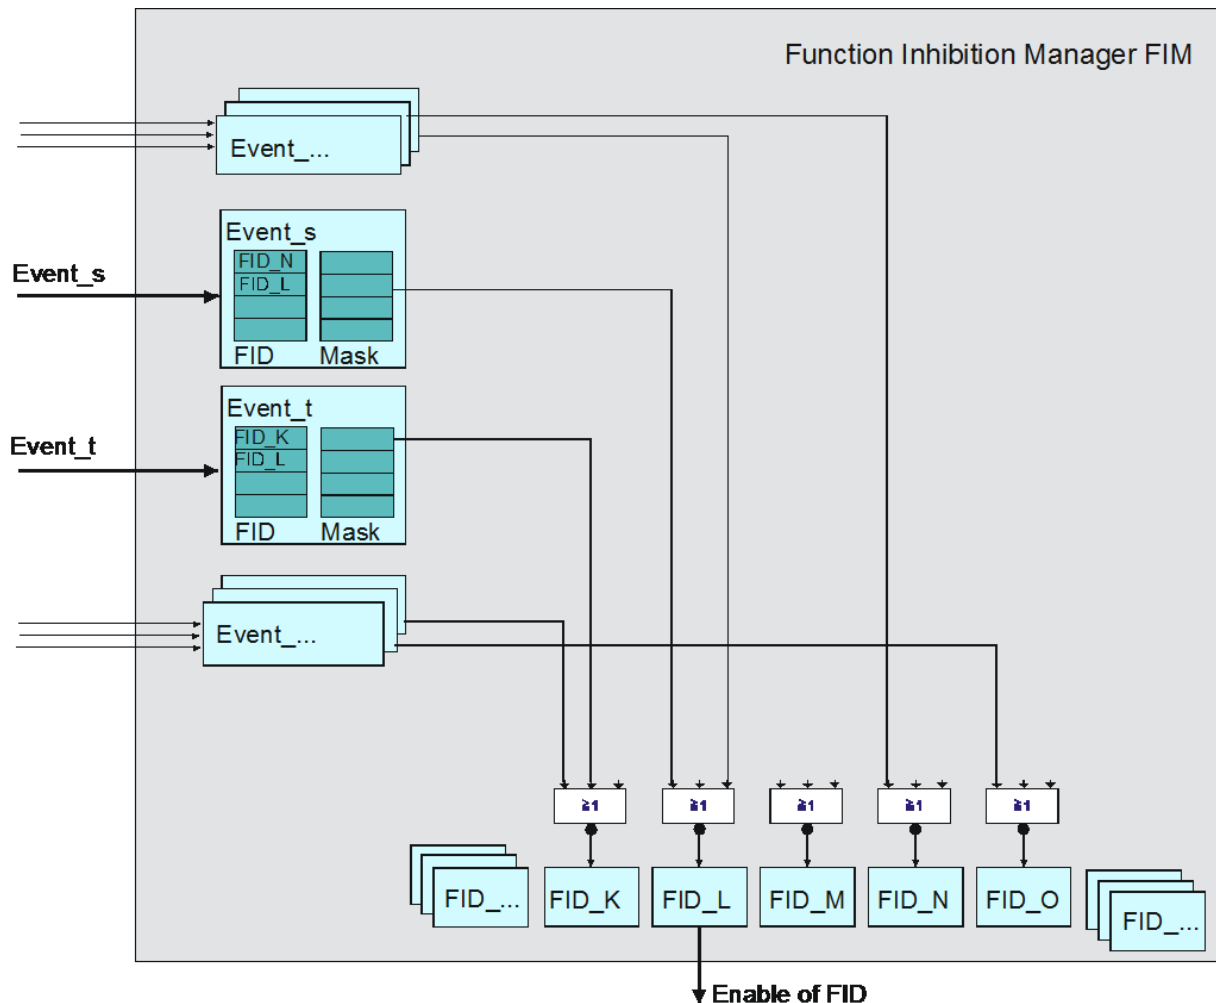 Function Inhibition Manager FIM
Event_...
Event_s
Event_s
FID_N
FID_L
FID Mask
Event_t
Event_t
FID_K
FID_L
FID Mask
Event_...
≧1 ≧1 ≧1 ≧1 ≧1
FID_... FID_K FID_L FID_M FID_N FID_O FID_...
Enable of FID